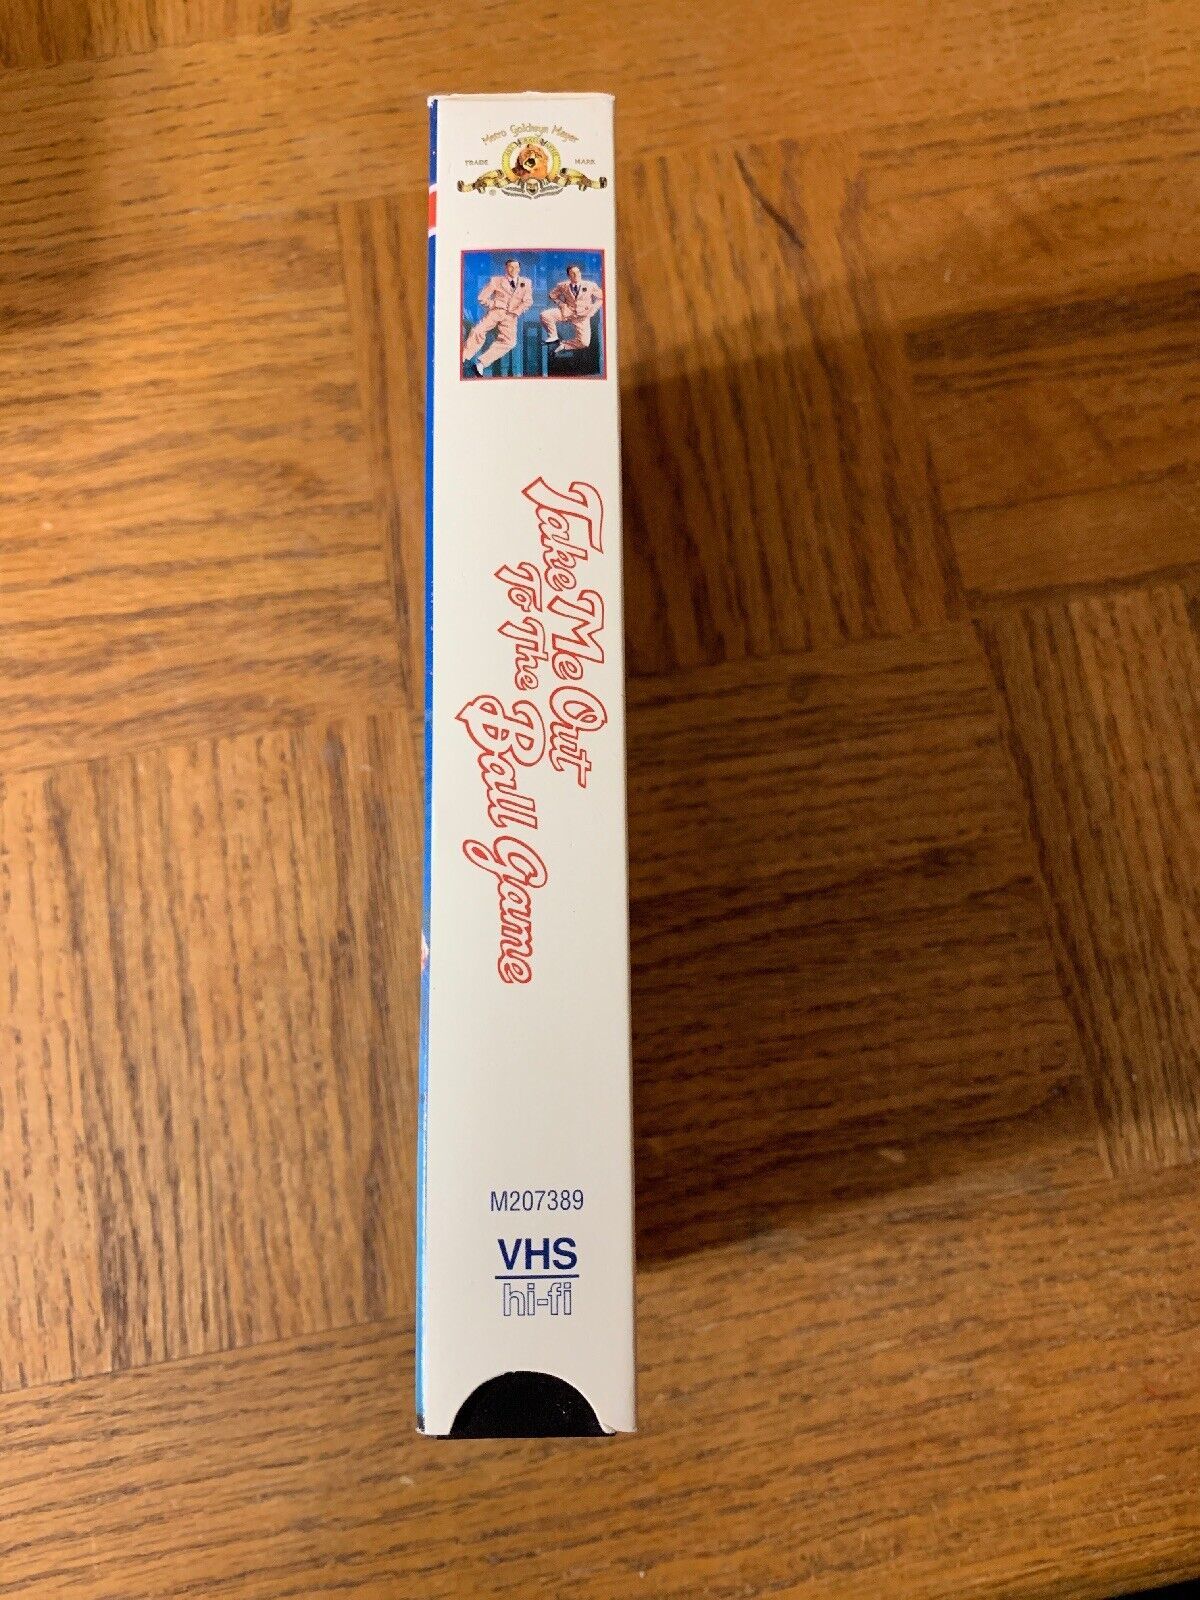 Metro Goldwyn Mayer
TRADE MARK
Take Me Out
To The Ball Game
M207389
VHS
hi-fi